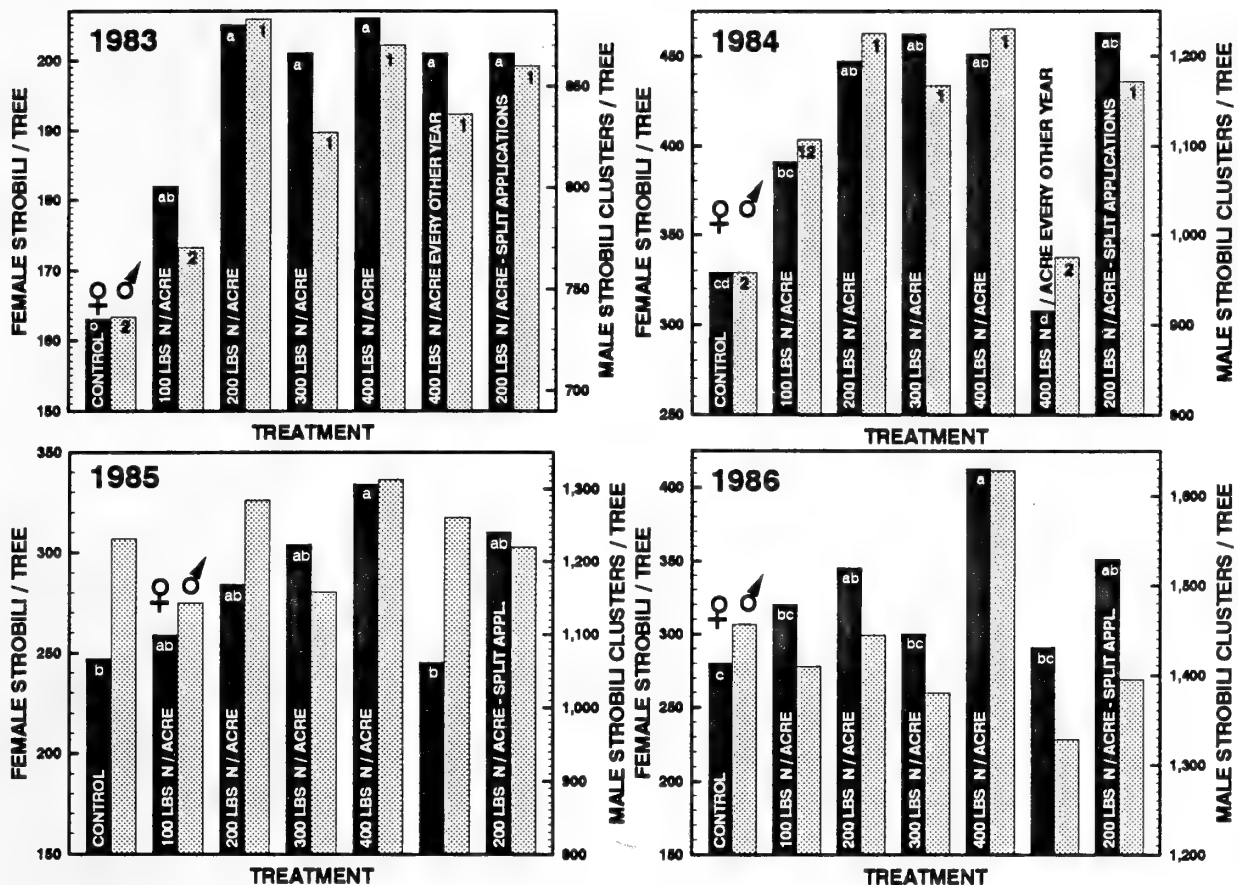 1983
FEMALE STROBILI / TREE
200
190
180
170
160
150
♀ ♂
CONTROL
100 LBS N / ACRE
200 LBS N / ACRE
300 LBS N / ACRE
400 LBS N / ACRE
400 LBS N / ACRE EVERY OTHER YEAR
200 LBS N / ACRE - SPLIT APPLICATIONS
2
ab
2
a
1
a
1
a
1
a
1
a
1
850
800
750
700
MALE STROBILI CLUSTERS / TREE
TREATMENT
1984
FEMALE STROBILI / TREE
450
400
350
300
250
♀ ♂
CONTROL
100 LBS N / ACRE
200 LBS N / ACRE
300 LBS N / ACRE
400 LBS N / ACRE
/ ACRE EVERY OTHER YEAR
400 LBS N
200 LBS N / ACRE - SPLIT APPLICATIONS
cd
2
bc
12
ab
1
ab
1
ab
1
2
ab
1
1,200
1,100
1,000
900
800
MALE STROBILI CLUSTERS / TREE
TREATMENT
1985
FEMALE STROBILI / TREE
350
300
250
200
150
♀ ♂
CONTROL
100 LBS N / ACRE
200 LBS N / ACRE
300 LBS N / ACRE
400 LBS N / ACRE
200 LBS N / ACRE - SPLIT APPL.
b
ab
ab
ab
a
b
ab
1,300
1,200
1,100
1,000
900
800
MALE STROBILI CLUSTERS / TREE
TREATMENT
1986
FEMALE STROBILI / TREE
400
350
300
250
200
150
♀ ♂
CONTROL
100 LBS N / ACRE
200 LBS N / ACRE
300 LBS N / ACRE
400 LBS N / ACRE
200 LBS N / ACRE - SPLIT APPL.
c
bc
ab
bc
a
bc
ab
1,600
1,500
1,400
1,300
1,200
MALE STROBILI CLUSTERS / TREE
TREATMENT